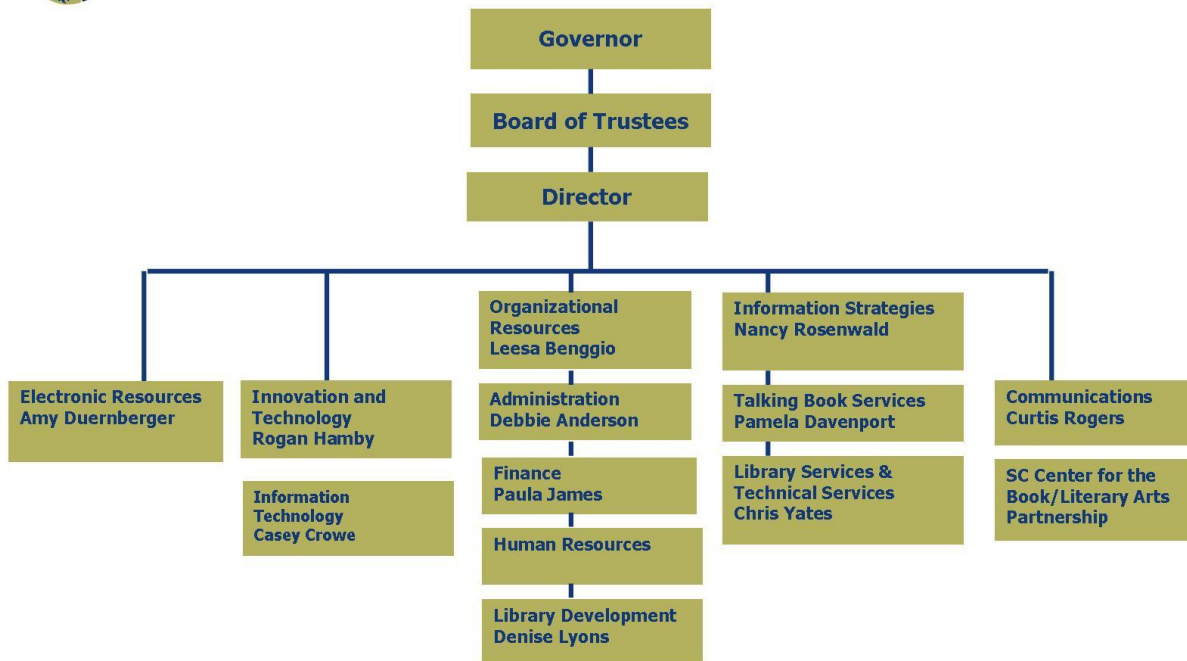 Governor
Board of Trustees
Director
Electronic Resources
Amy Duernberger
Innovation and
Technology
Rogan Hamby
Information
Technology
Casey Crowe
Organizational
Resources
Leesa Benggio
Administration
Debbie Anderson
Finance
Paula James
Human Resources
Library Development
Denise Lyons
Information Strategies
Nancy Rosenwald
Talking Book Services
Pamela Davenport
Library Services &
Technical Services
Chris Yates
Communications
Curtis Rogers
SC Center for the
Book/Literary Arts
Partnership